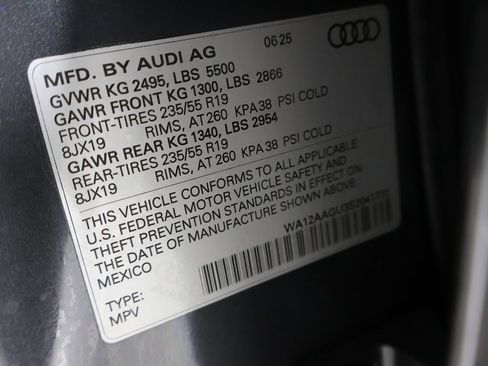 MFD. BY AUDI AG 06 25
GVWR KG 2495, LBS 5500
GAWR FRONT KG 1300, LBS 2866
FRONT-TIRES 235/55 R19
8JX19 RIMS, AT 260 KPA 38 PSI COLD
GAWR REAR KG 1340, LBS 2954
REAR-TIRES 235/55 R19
8JX19 RIMS, AT 260 KPA 38 PSI COLD
THIS VEHICLE CONFORMS TO ALL APPLICABLE
U.S. FEDERAL MOTOR VEHICLE SAFETY AND
THEFT PREVENTION STANDARDS IN EFFECT ON
THE DATE OF MANUFACTURE SHOWN ABOVE.
MEXICO
TYPE:
MPV